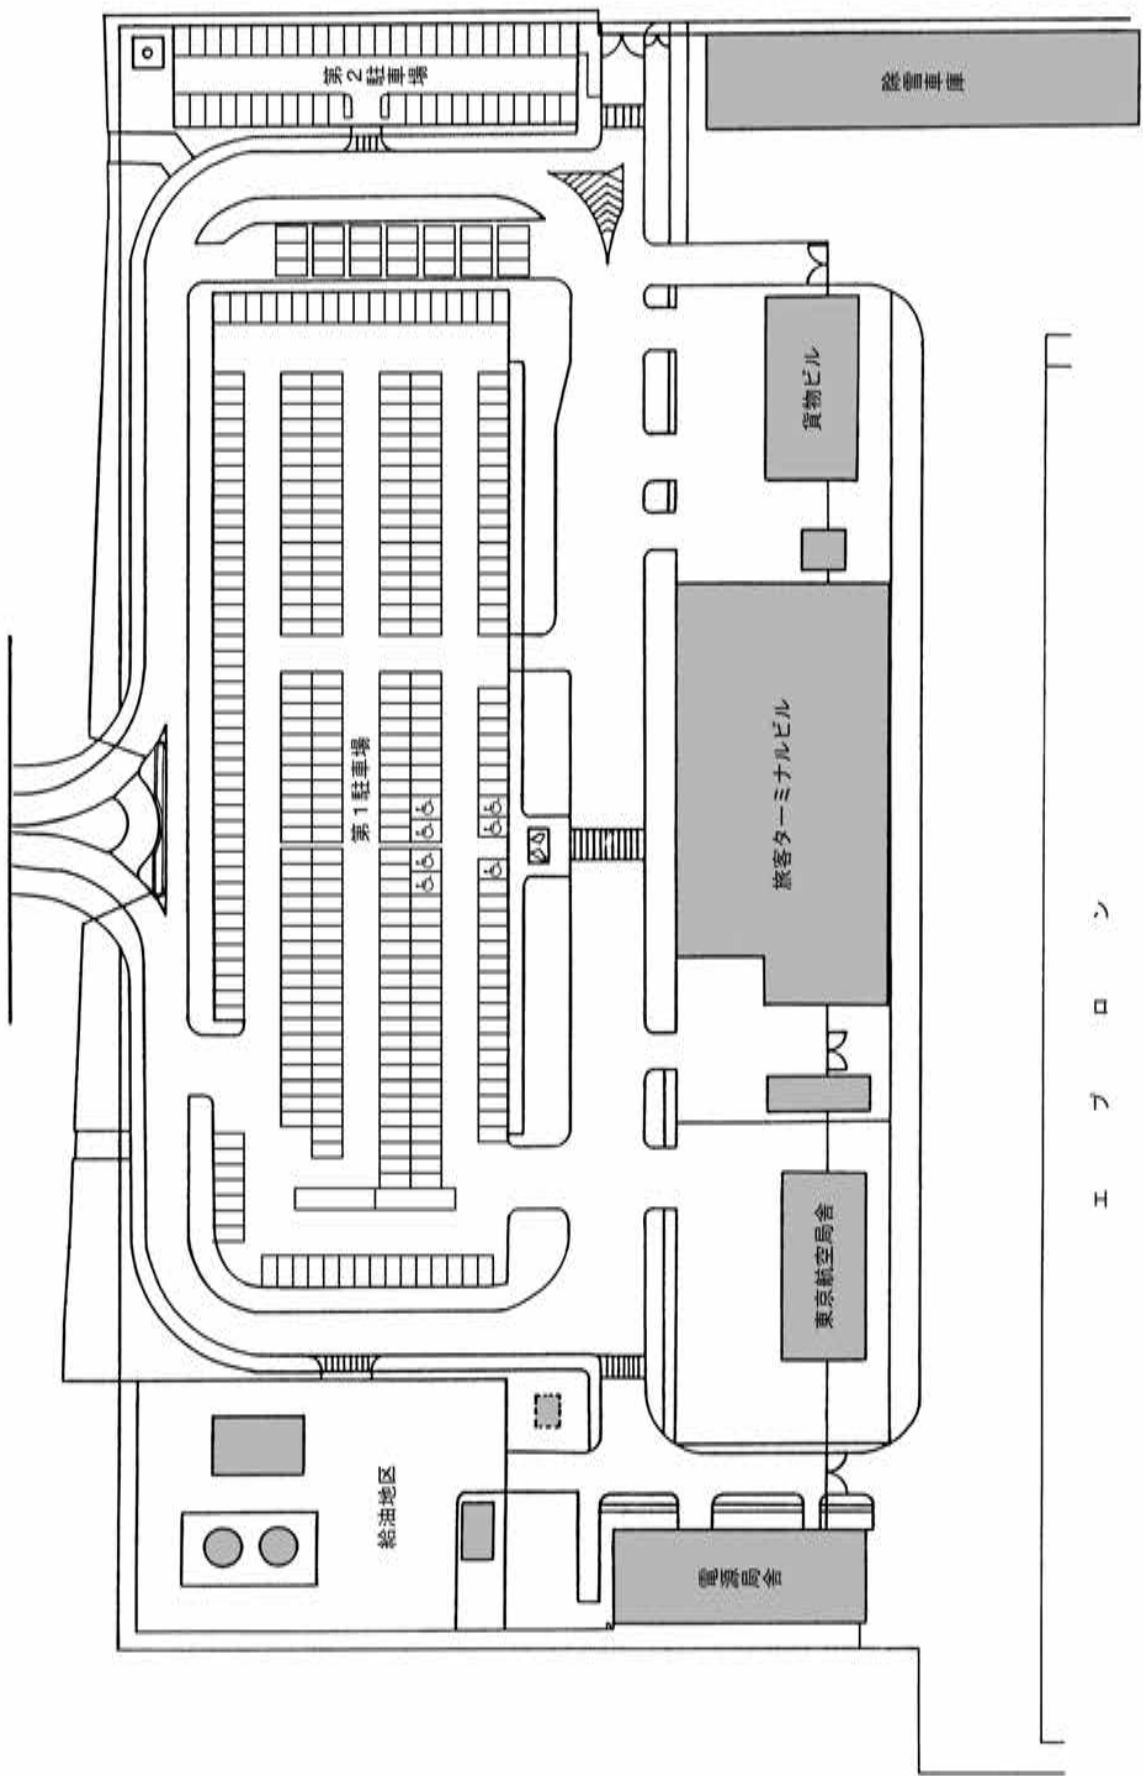 第2駐車場
除雪車庫
貨物ビル
第1駐車場
旅客ターミナルビル
東京航空局舎
給油地区
電源局舎
エプロン